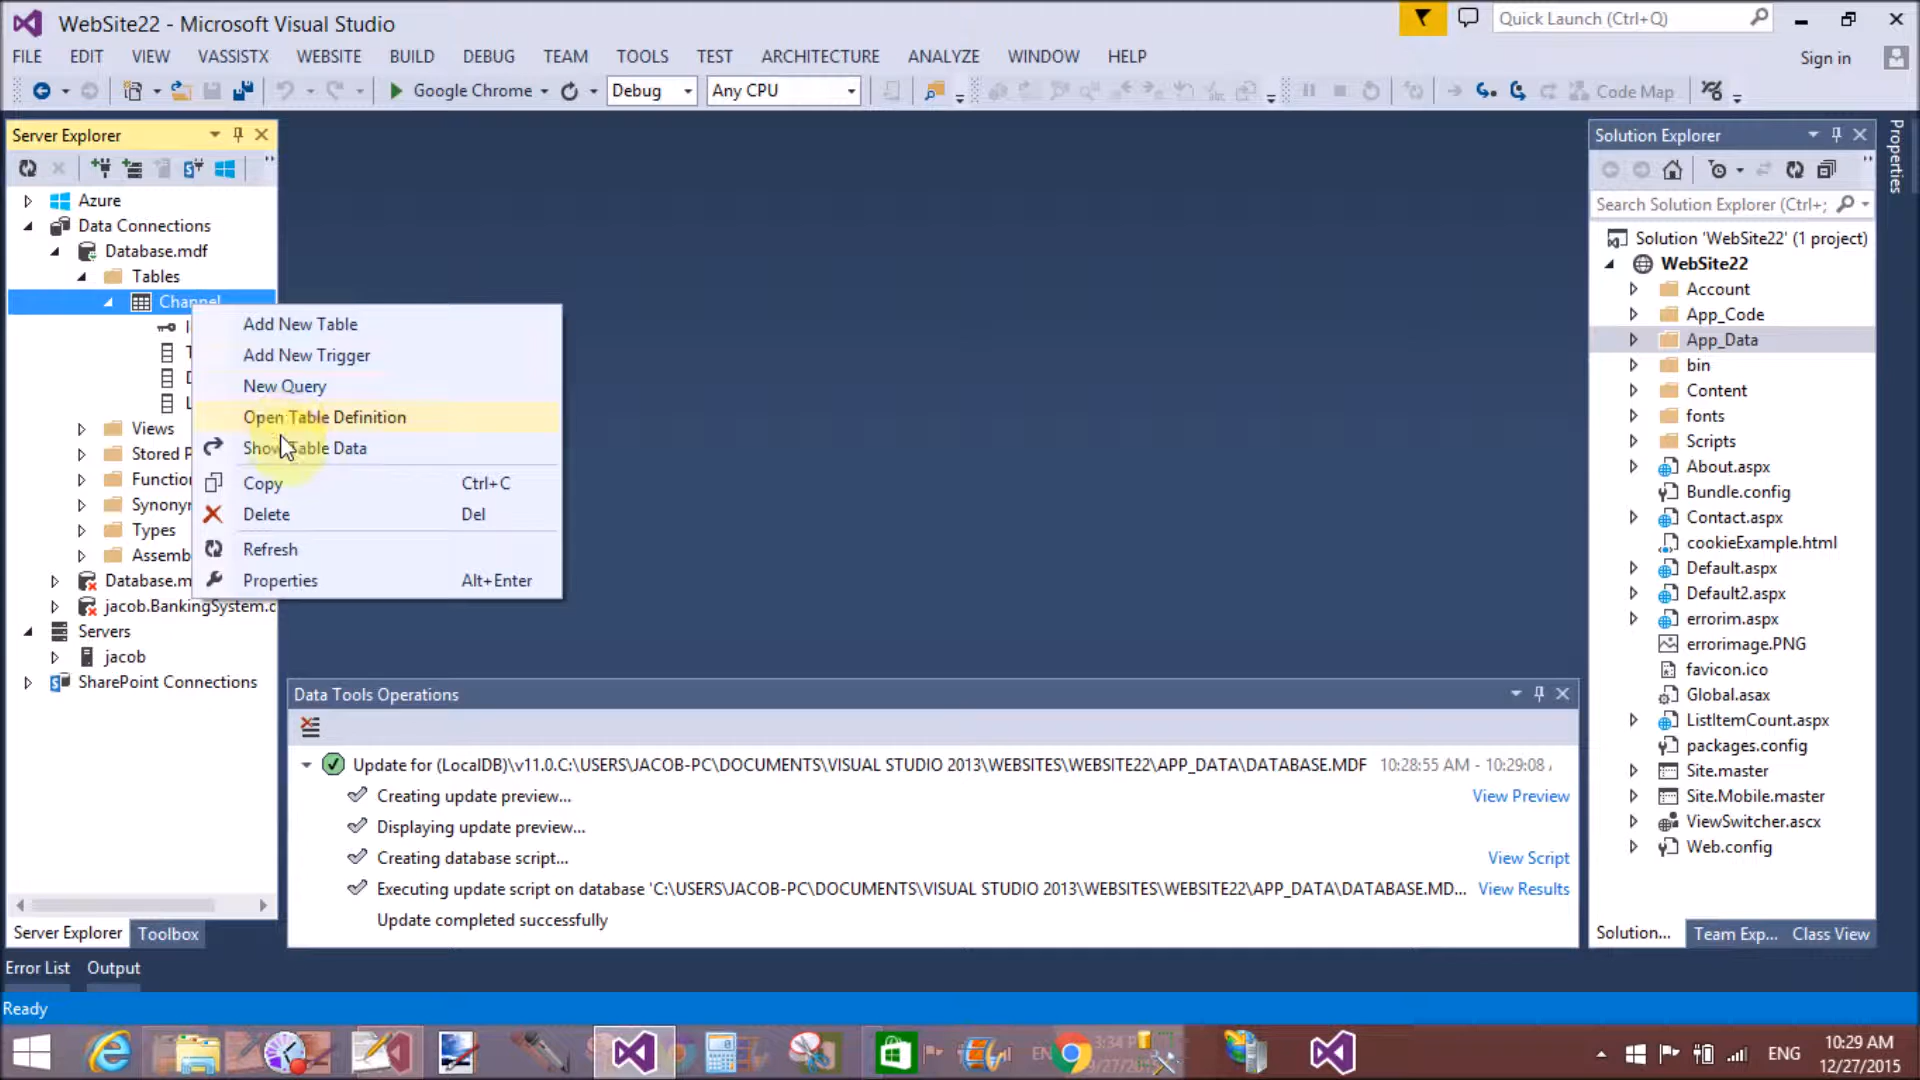 WebSite22 - Microsoft Visual Studio
Quick Launch (Ctrl+Q)
FILE EDIT VIEW VASSISTX WEBSITE BUILD DEBUG TEAM TOOLS TEST ARCHITECTURE ANALYZE WINDOW HELP
Sign in
Google Chrome Debug Any CPU Code Map
Server Explorer
Azure
Data Connections
Database.mdf
Tables
Channel
Views
Stored P
Function
Synonyr
Types
Assemb
Database.m
jacob.BankingSystem.c
Servers
jacob
SharePoint Connections
Server Explorer Toolbox
Add New Table
Add New Trigger
New Query
Open Table Definition
Show Table Data
Copy Ctrl+C
Delete Del
Refresh
Properties Alt+Enter
Data Tools Operations
Update for (LocalDB)\v11.0.C:\USERS\JACOB-PC\DOCUMENTS\VISUAL STUDIO 2013\WEBSITES\WEBSITE22\APP_DATA\DATABASE.MDF 10:28:55 AM - 10:29:08
Creating update preview... View Preview
Displaying update preview...
Creating database script... View Script
Executing update script on database 'C:\USERS\JACOB-PC\DOCUMENTS\VISUAL STUDIO 2013\WEBSITES\WEBSITE22\APP_DATA\DATABASE.MD... View Results
Update completed successfully
Solution Explorer
Search Solution Explorer (Ctrl+;
Solution 'WebSite22' (1 project)
WebSite22
Account
App_Code
App_Data
bin
Content
fonts
Scripts
About.aspx
Bundle.config
Contact.aspx
cookieExample.html
Default.aspx
Default2.aspx
errorim.aspx
errorimage.PNG
favicon.ico
Global.asax
ListItemCount.aspx
packages.config
Site.master
Site.Mobile.master
ViewSwitcher.ascx
Web.config
Solution... Team Exp... Class View
Properties
Error List Output
Ready
ENG
10:29 AM
12/27/2015